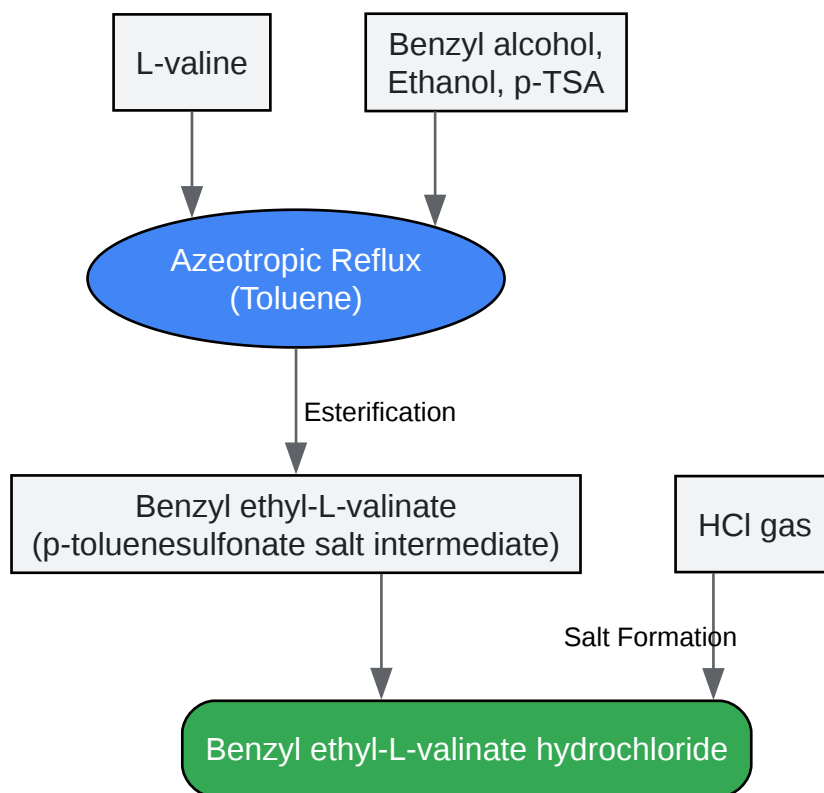 L-valine
Benzyl alcohol,
Ethanol, p-TSA
Azeotropic Reflux
(Toluene)
Esterification
Benzyl ethyl-L-valinate
(p-toluenesulfonate salt intermediate)
HCl gas
Salt Formation
Benzyl ethyl-L-valinate hydrochloride